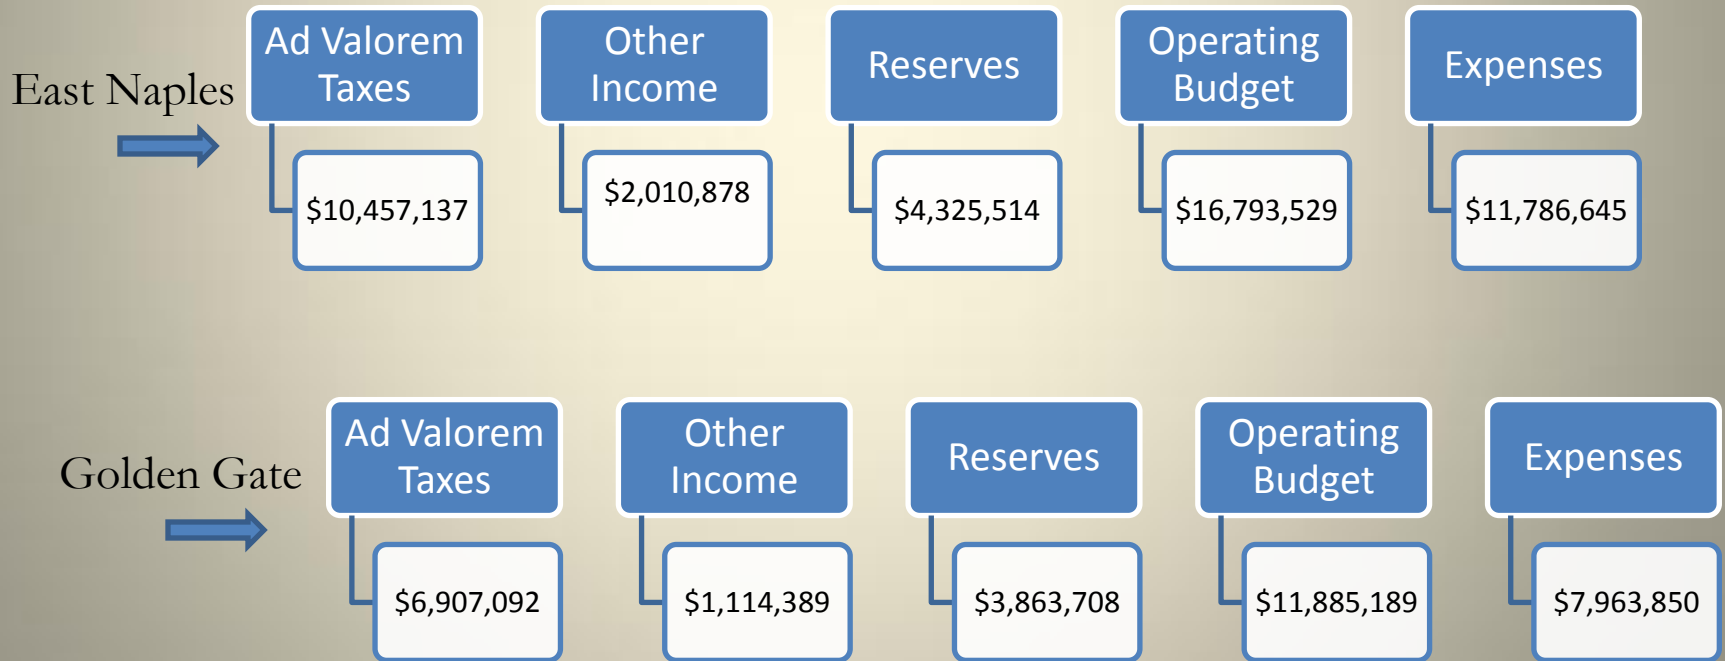 East Naples
Ad Valorem
Taxes
Other
Income
Reserves
Operating
Budget
Expenses
$10,457,137
$2,010,878
$4,325,514
$16,793,529
$11,786,645
Golden Gate
Ad Valorem
Taxes
Other
Income
Reserves
Operating
Budget
Expenses
$6,907,092
$1,114,389
$3,863,708
$11,885,189
$7,963,850